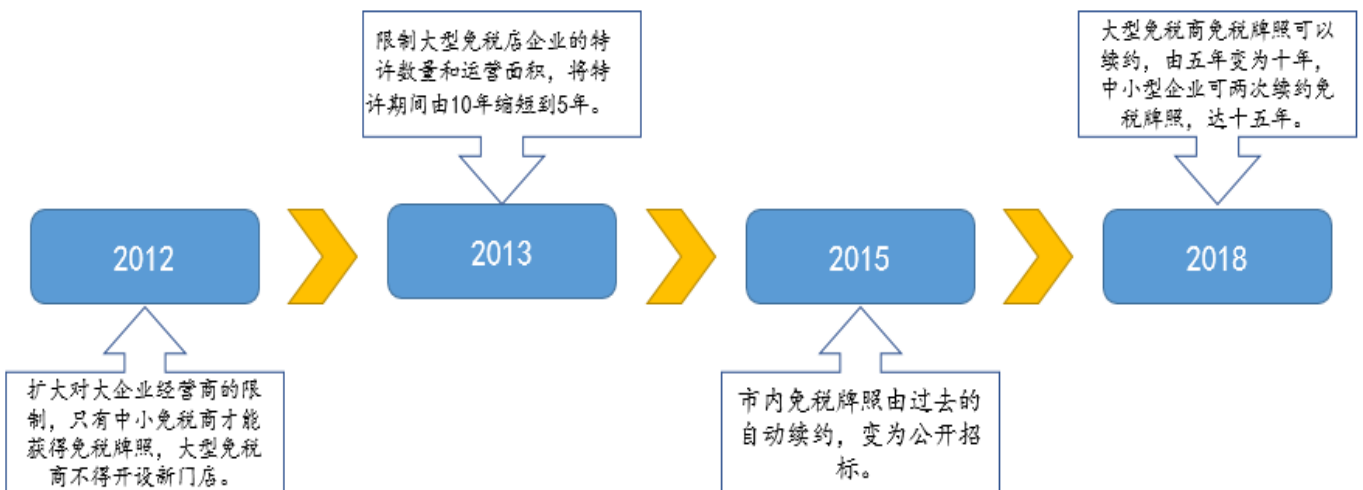 限制大型免税店企业的特
许数量和运营面积，将特
许期间由10年缩短到5年。
大型免税商免税牌照可以
续约，由五年变为十年，
中小型企业可两次续约免
税牌照，达十五年。
2012
2013
2015
2018
扩大对大企业经营商的限
制，只有中小免税商才能
获得免税牌照，大型免税
商不得开设新门店。
市内免税牌照由过去的
自动续约，变为公开招
标。